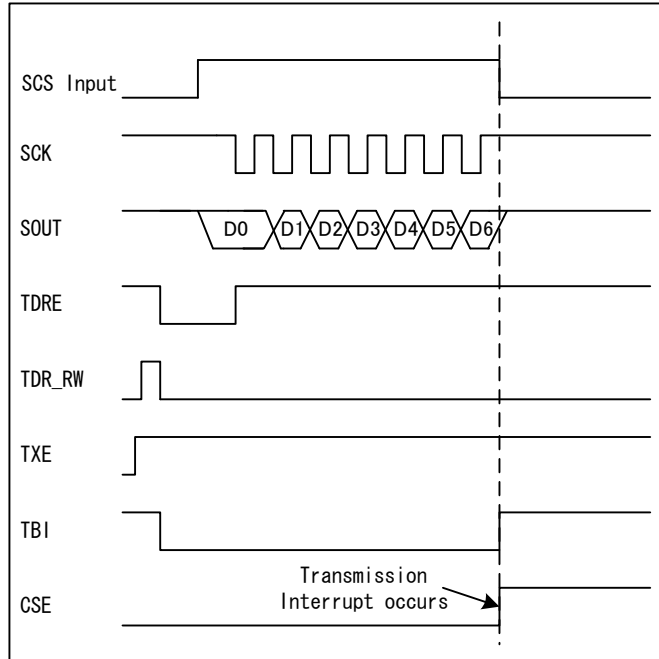 SCS Input
SCK
SOUT
D0 D1 D2 D3 D4 D5 D6
TDRE
TDR_RW
TXE
TBI
Transmission
Interrupt occurs
CSE